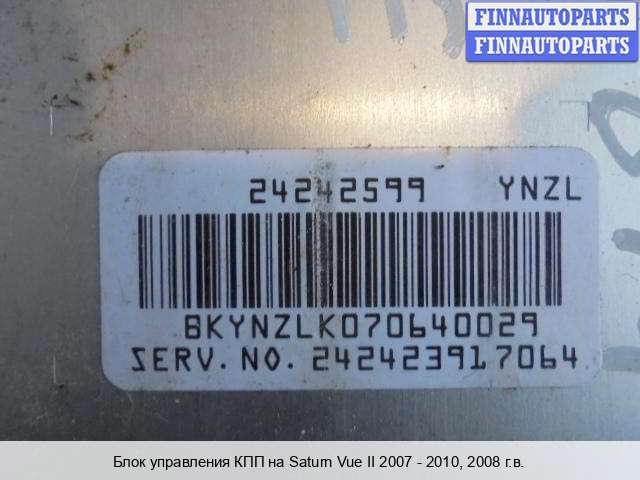 FINNAUTOPARTS
FINNAUTOPARTS
24242599 YNZL
8KYNZLK070640029
SERV. NO. 242423917064
Блок управления КПП на Saturn Vue II 2007 - 2010, 2008 г.в.